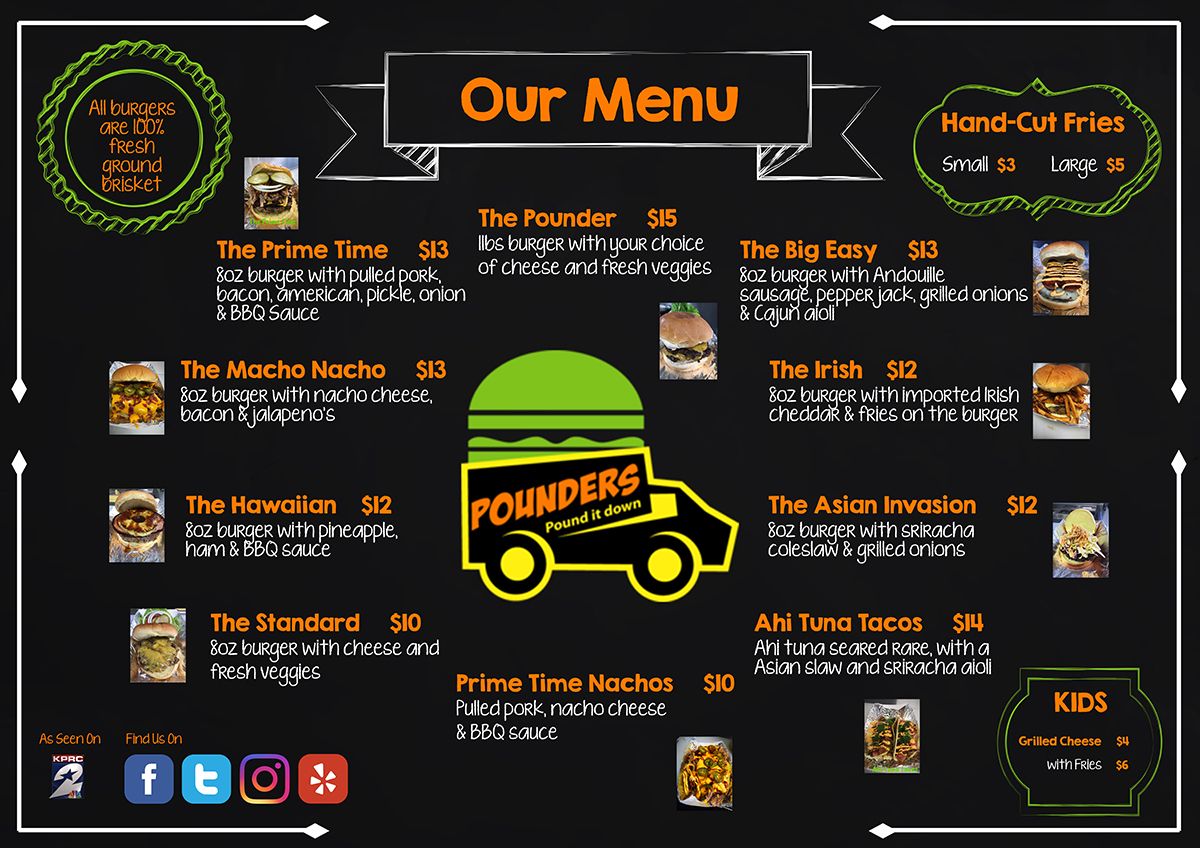 Our Menu
All burgers
are 100%
fresh
ground
brisket
Hand-Cut Fries
Small $3 Large $5
The Prime Time $13
8oz burger with pulled pork,
bacon, american, pickle, onion
& BBQ Sauce
The Pounder $15
1lbs burger with your choice
of cheese and fresh veggies
The Big Easy $13
8oz burger with Andouille
sausage, pepper jack, grilled onions
& Cajun aioli
The Macho Nacho $13
8oz burger with nacho cheese,
bacon & jalapeno's
The Irish $12
8oz burger with imported Irish
cheddar & fries on the burger
POUNDERS
Pound it down
The Hawaiian $12
8oz burger with pineapple,
ham & BBQ sauce
The Asian Invasion $12
8oz burger with sriracha
coleslaw & grilled onions
The Standard $10
8oz burger with cheese and
fresh veggies
Ahi Tuna Tacos $14
Ahi tuna seared rare, with a
Asian slaw and sriracha aioli
Prime Time Nachos $10
Pulled pork, nacho cheese
& BBQ sauce
KIDS
Grilled Cheese $4
with Fries $6
As Seen On
KPRC
2
Find Us On